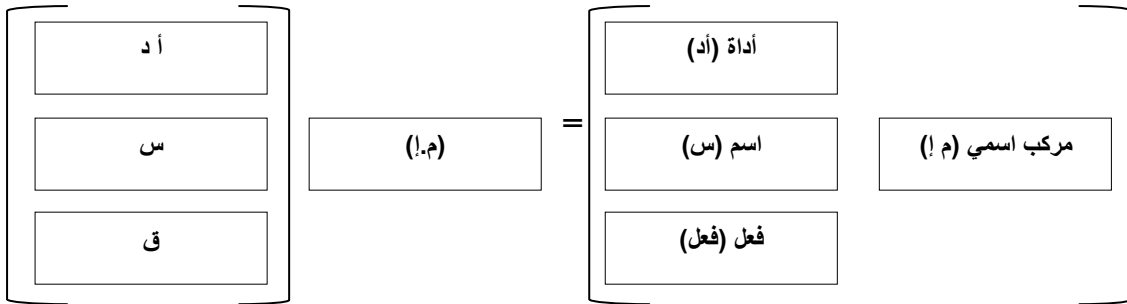 مركب اسمي (م إ)
أداة (أد)
اسم (س)
فعل (فعل)
=
(م.إ)
أ د
س
ق